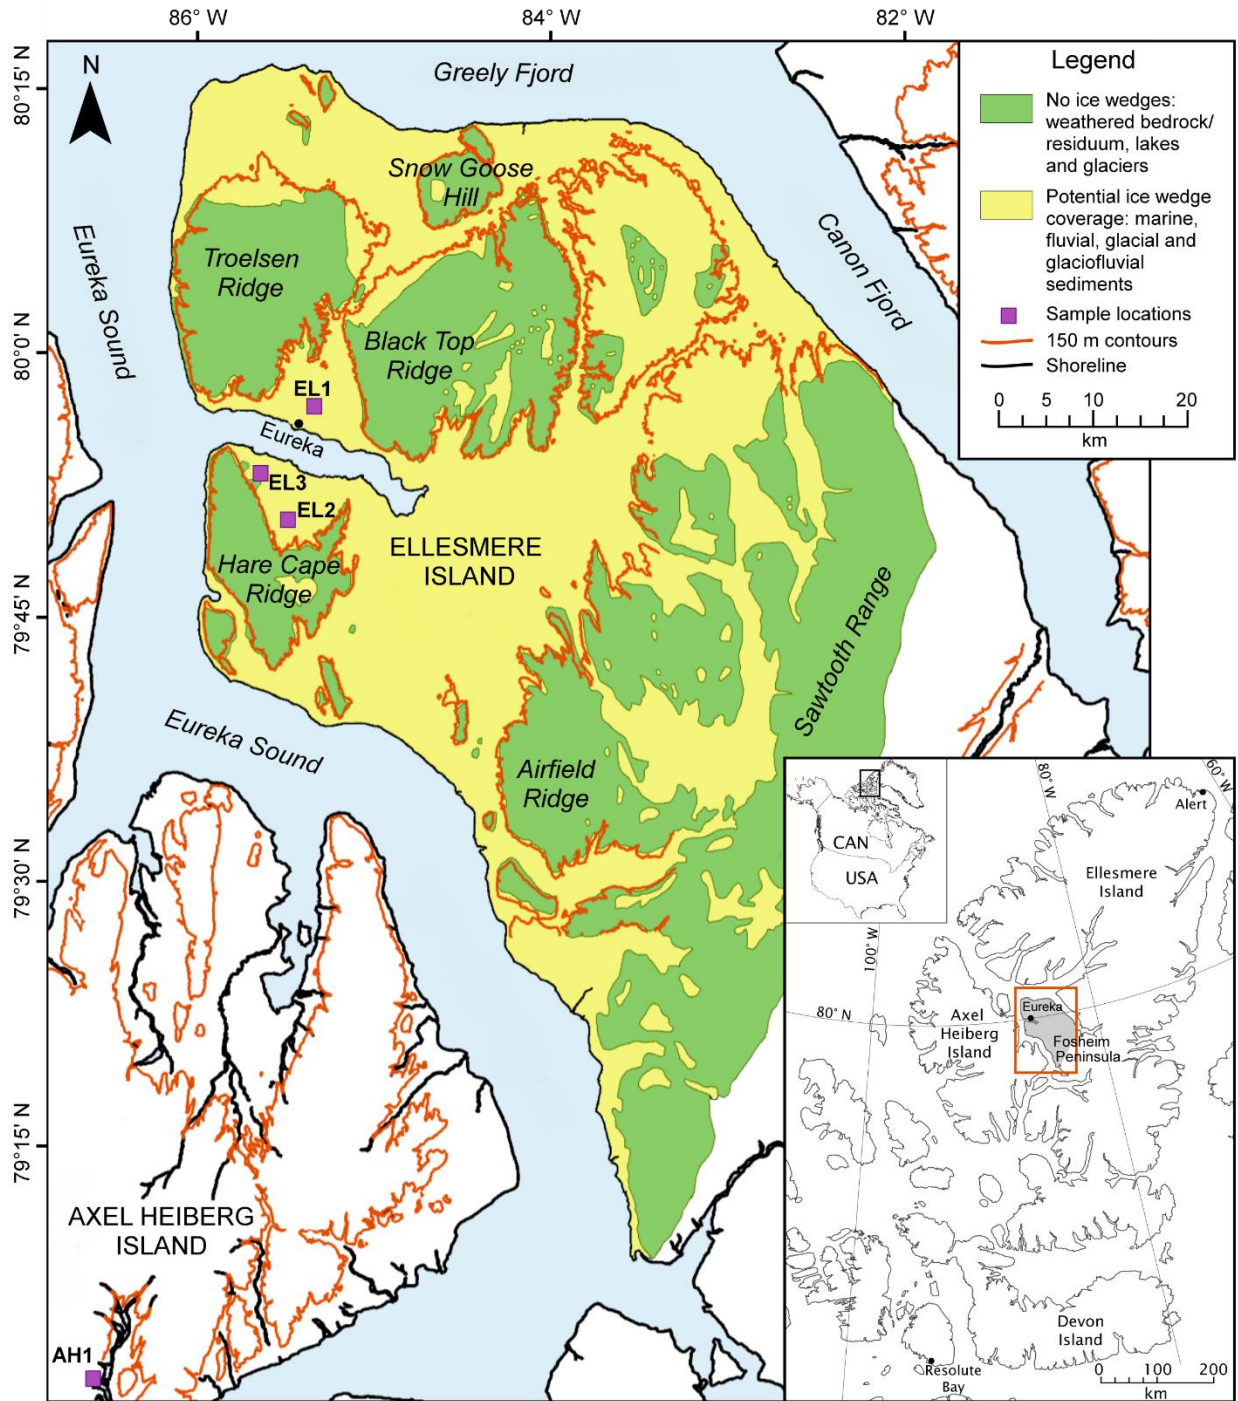 86° W
84° W
82° W
80°15' N
80°0' N
79°45' N
79°30' N
79°15' N
N
Greely Fjord
Snow Goose
Hill
Eureka Sound
Troelsen
Ridge
Canon Fjord
Black Top
Ridge
EL1
Eureka
EL3
EL2
ELLESMERE
ISLAND
Hare Cape
Ridge
Sawtooth Range
Eureka Sound
Airfield
Ridge
AXEL HEIBERG
ISLAND
AH1
Legend
No ice wedges:
weathered bedrock/
residuum, lakes
and glaciers
Potential ice wedge
coverage: marine,
fluvial, glacial and
glaciofluvial
sediments
Sample locations
150 m contours
Shoreline
0 5 10 20
km
CAN
USA
80° W
60° W
Alert
Ellesmere
Island
100° W
80° N
Axel
Heiberg
Island
Eureka
Fosheim
Peninsula
Devon
Island
Resolute
Bay
0 100 200
km